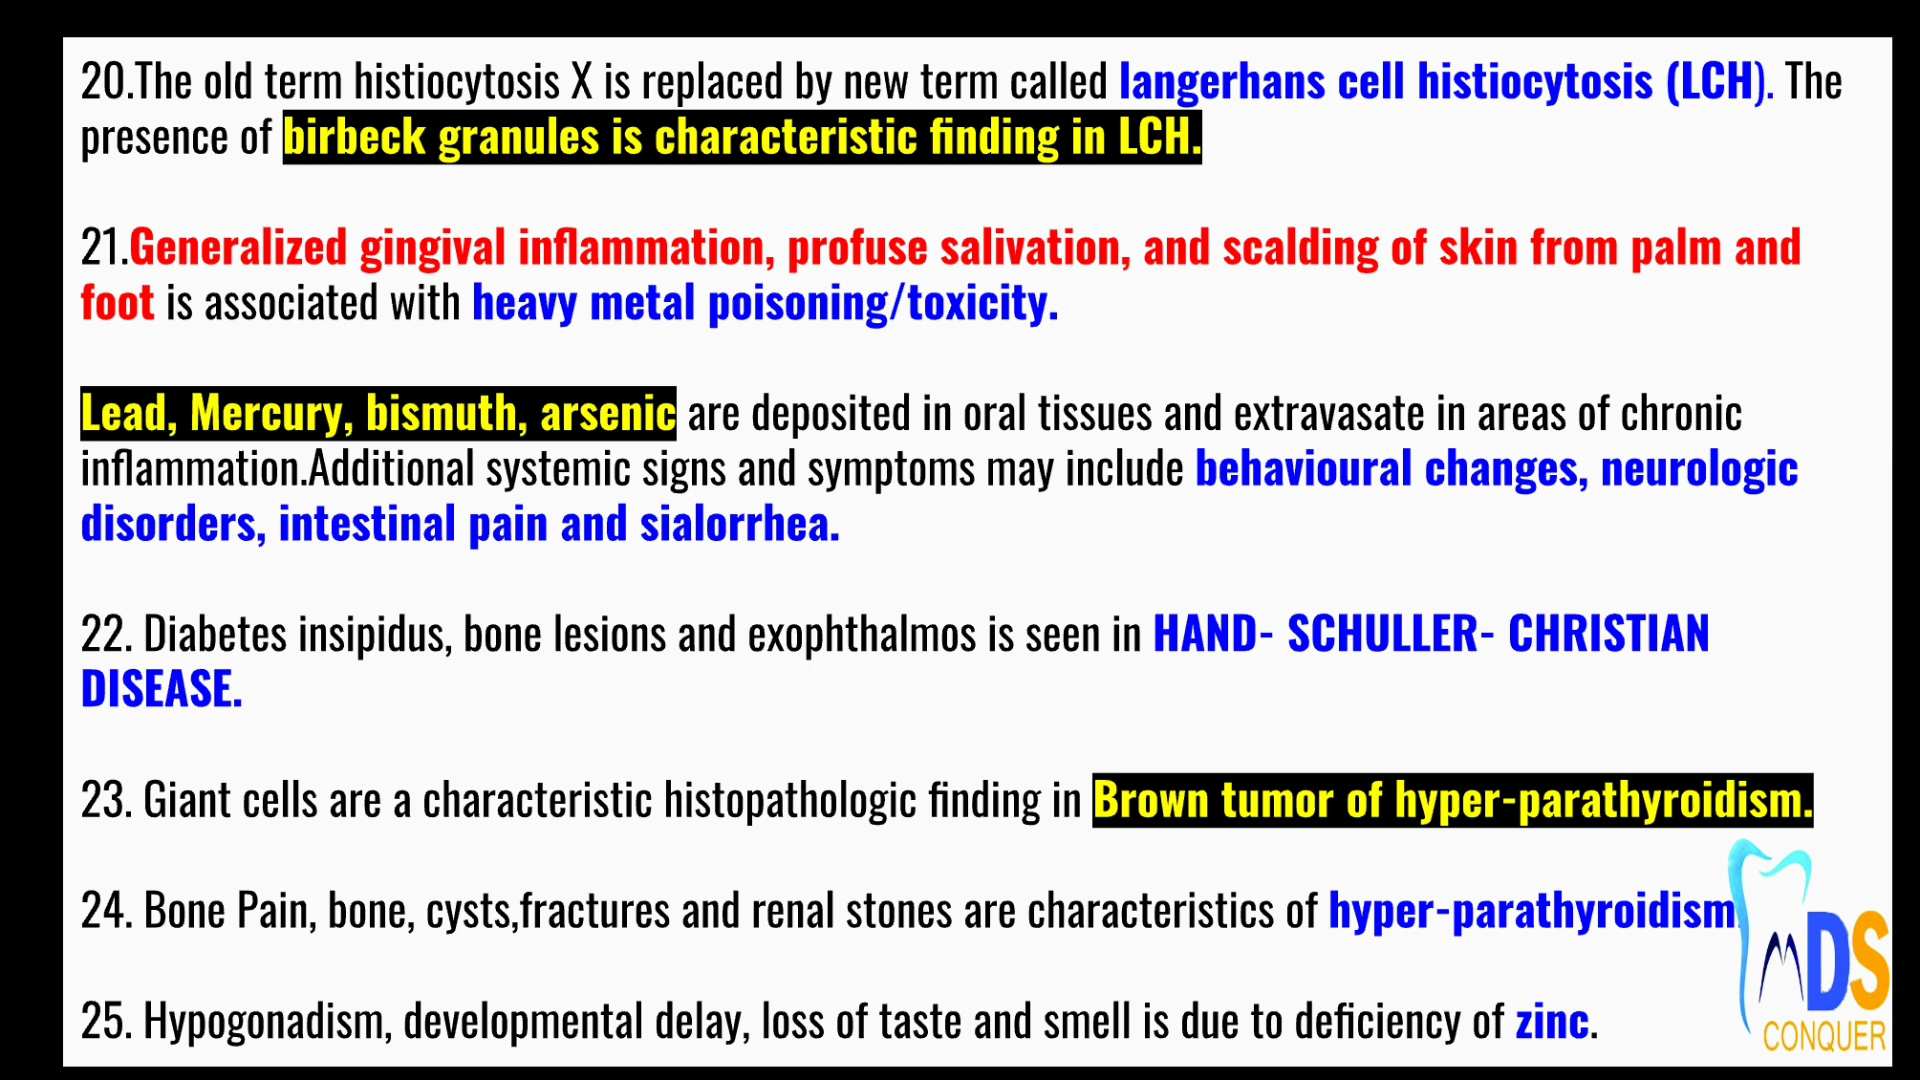 20.The old term histiocytosis X is replaced by new term called langerhans cell histiocytosis (LCH). The
presence of birbeck granules is characteristic finding in LCH.
21.Generalized gingival inflammation, profuse salivation, and scalding of skin from palm and
foot is associated with heavy metal poisoning/toxicity.
Lead, Mercury, bismuth, arsenic are deposited in oral tissues and extravasate in areas of chronic
inflammation.Additional systemic signs and symptoms may include behavioural changes, neurologic
disorders, intestinal pain and sialorrhea.
22. Diabetes insipidus, bone lesions and exophthalmos is seen in HAND- SCHULLER- CHRISTIAN
DISEASE.
23. Giant cells are a characteristic histopathologic finding in Brown tumor of hyper-parathyroidism.
24. Bone Pain, bone, cysts,fractures and renal stones are characteristics of hyper-parathyroidism.
25. Hypogonadism, developmental delay, loss of taste and smell is due to deficiency of zinc.
MDS
CONQUER